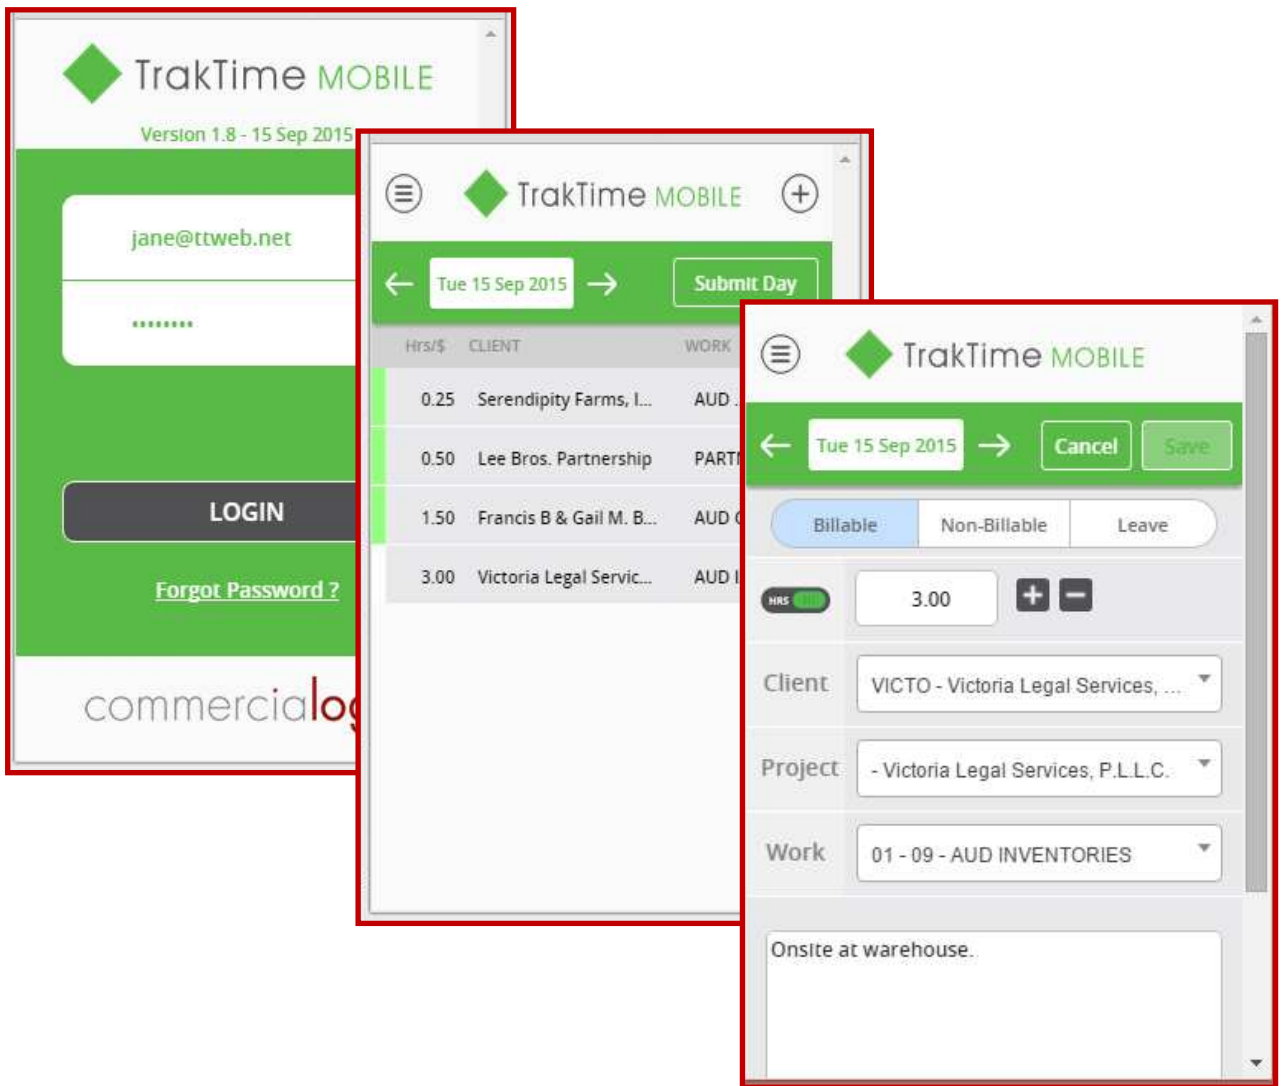 TrakTime MOBILE
Version 1.8 - 15 Sep 2015
jane@ttweb.net
••••••••
LOGIN
Forgot Password ?
commercialog
TrakTime MOBILE
Tue 15 Sep 2015 Submit Day
Hrs/$ CLIENT WORK
0.25 Serendipity Farms, I... AUD .
0.50 Lee Bros. Partnership PARTN
1.50 Francis B & Gail M. B... AUD
3.00 Victoria Legal Servic... AUD I
TrakTime MOBILE
Tue 15 Sep 2015 Cancel Save
Billable Non-Billable Leave
HRS 3.00
Client VICTO - Victoria Legal Services, ...
Project - Victoria Legal Services, P.L.L.C.
Work 01 - 09 - AUD INVENTORIES
Onsite at warehouse.